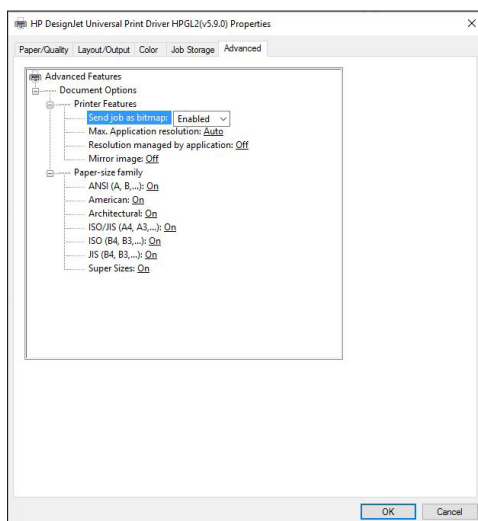 HP DesignJet Universal Print Driver HPGL2(v5.9.0) Properties
Paper/Quality Layout/Output Color Job Storage Advanced
Advanced Features
Document Options
Printer Features
Send job as bitmap: Enabled
Max. Application resolution: Auto
Resolution managed by application: Off
Mirror image: Off
Paper-size family
ANSI (A, B,...): On
American: On
Architectural: On
ISO/JIS (A4, A3,...): On
ISO (B4, B3,...): On
JIS (B4, B3,...): On
Super Sizes: On
OK Cancel